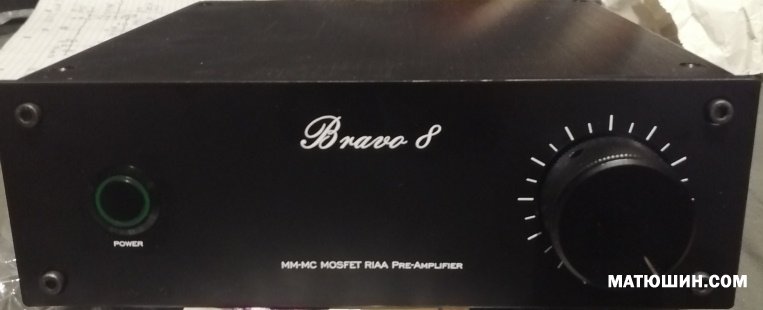 Bravo 8
POWER
MM-MC MOSFET RIAA PRE-AMPLIFIER
МАТЮШИН.COM